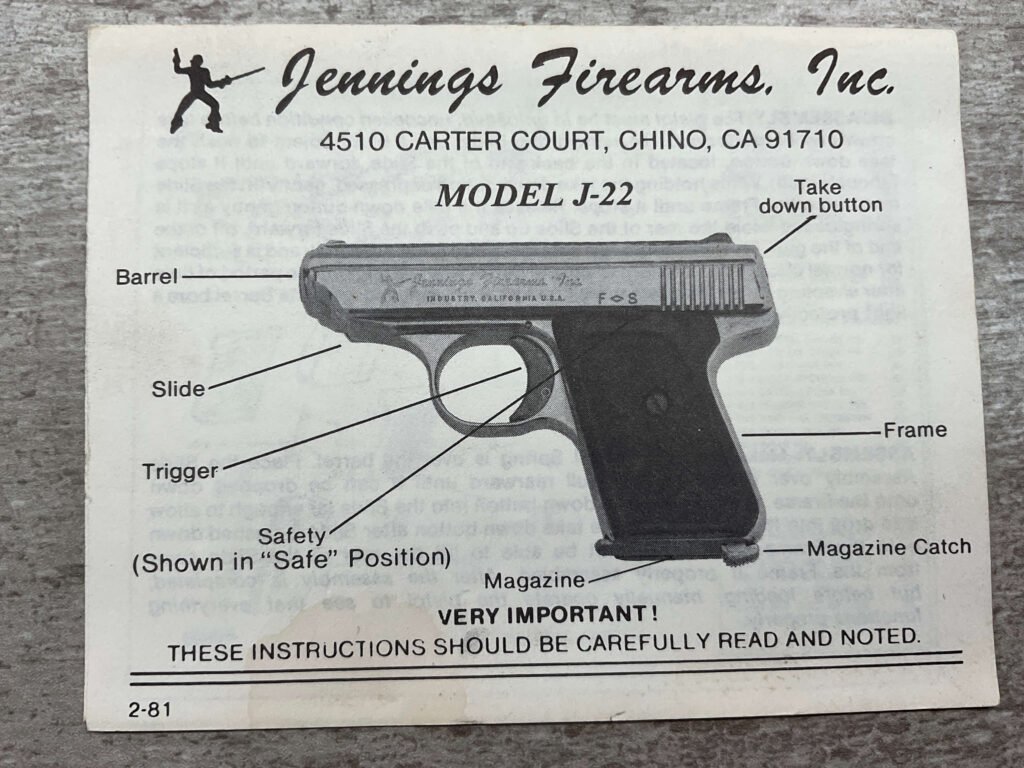 Jennings Firearms, Inc.
4510 CARTER COURT, CHINO, CA 91710
MODEL J-22
Take
down button
Barrel
Jennings Firearms Inc.
INDUSTRY, CALIFORNIA U.S.A.
F S
Slide
Trigger
Frame
Safety
(Shown in “Safe” Position)
Magazine Catch
Magazine
VERY IMPORTANT!
THESE INSTRUCTIONS SHOULD BE CAREFULLY READ AND NOTED.
2-81